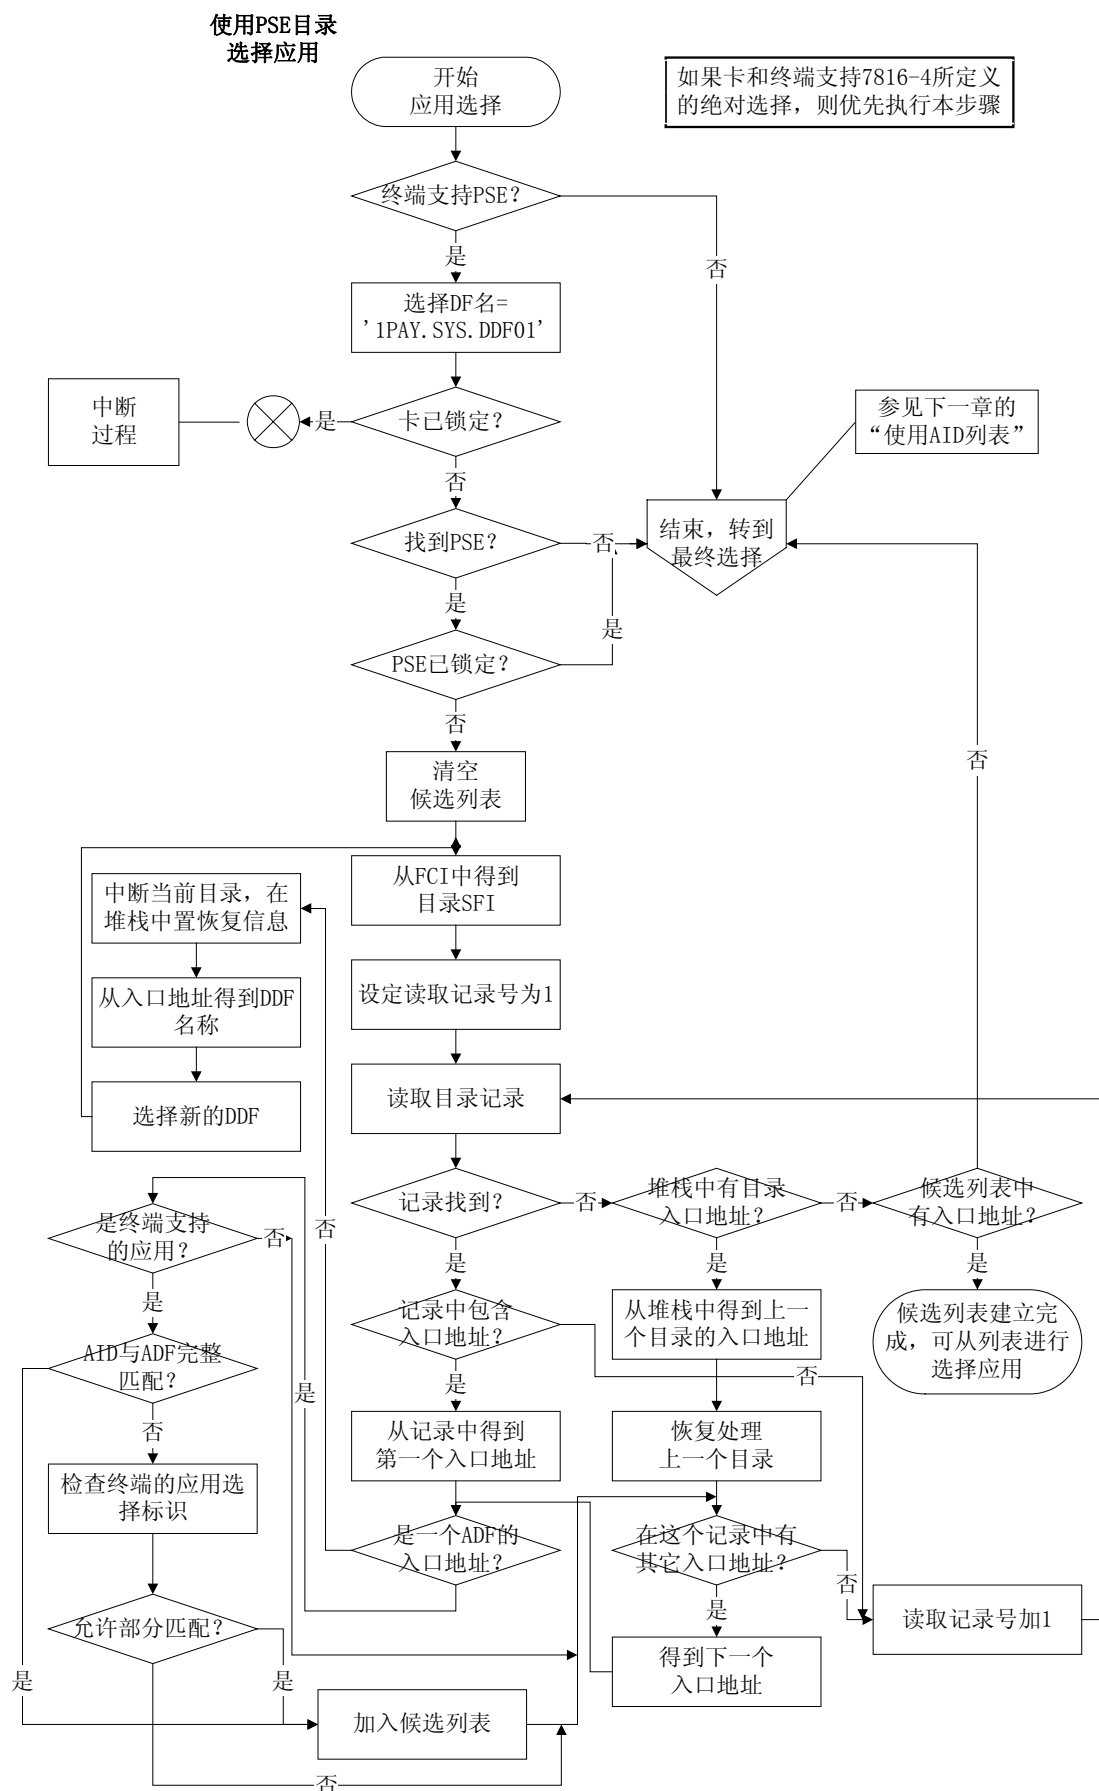 使用PSE目录
选择应用
开始
应用选择
如果卡和终端支持7816-4所定义
的绝对选择，则优先执行本步骤
终端支持PSE？
是
否
选择DF名=
'1PAY.SYS.DDF01'
中断
过程
是
卡已锁定？
参见下一章的
“使用AID列表”
否
找到PSE？
否
结束，转到
最终选择
是
是
PSE已锁定？
否
清空
候选列表
否
从FCI中得到
目录SFI
中断当前目录，在
堆栈中置恢复信息
设定读取记录号为1
从入口地址得到DDF
名称
读取目录记录
选择新的DDF
记录找到？
否
堆栈中有目录
入口地址？
否
候选列表中
有入口地址？
是终端支持
的应用？
否
否
是
是
是
是
记录中包含
入口地址？
从堆栈中得到上一
个目录的入口地址
候选列表建立完
成，可从列表进行
选择应用
AID与ADF完整
匹配？
是
是
否
否
从记录中得到
第一个入口地址
恢复处理
上一个目录
检查终端的应用选
择标识
是一个ADF的
入口地址？
在这个记录中有
其它入口地址？
否
允许部分匹配？
是
读取记录号加1
是
是
得到下一个
入口地址
加入候选列表
否